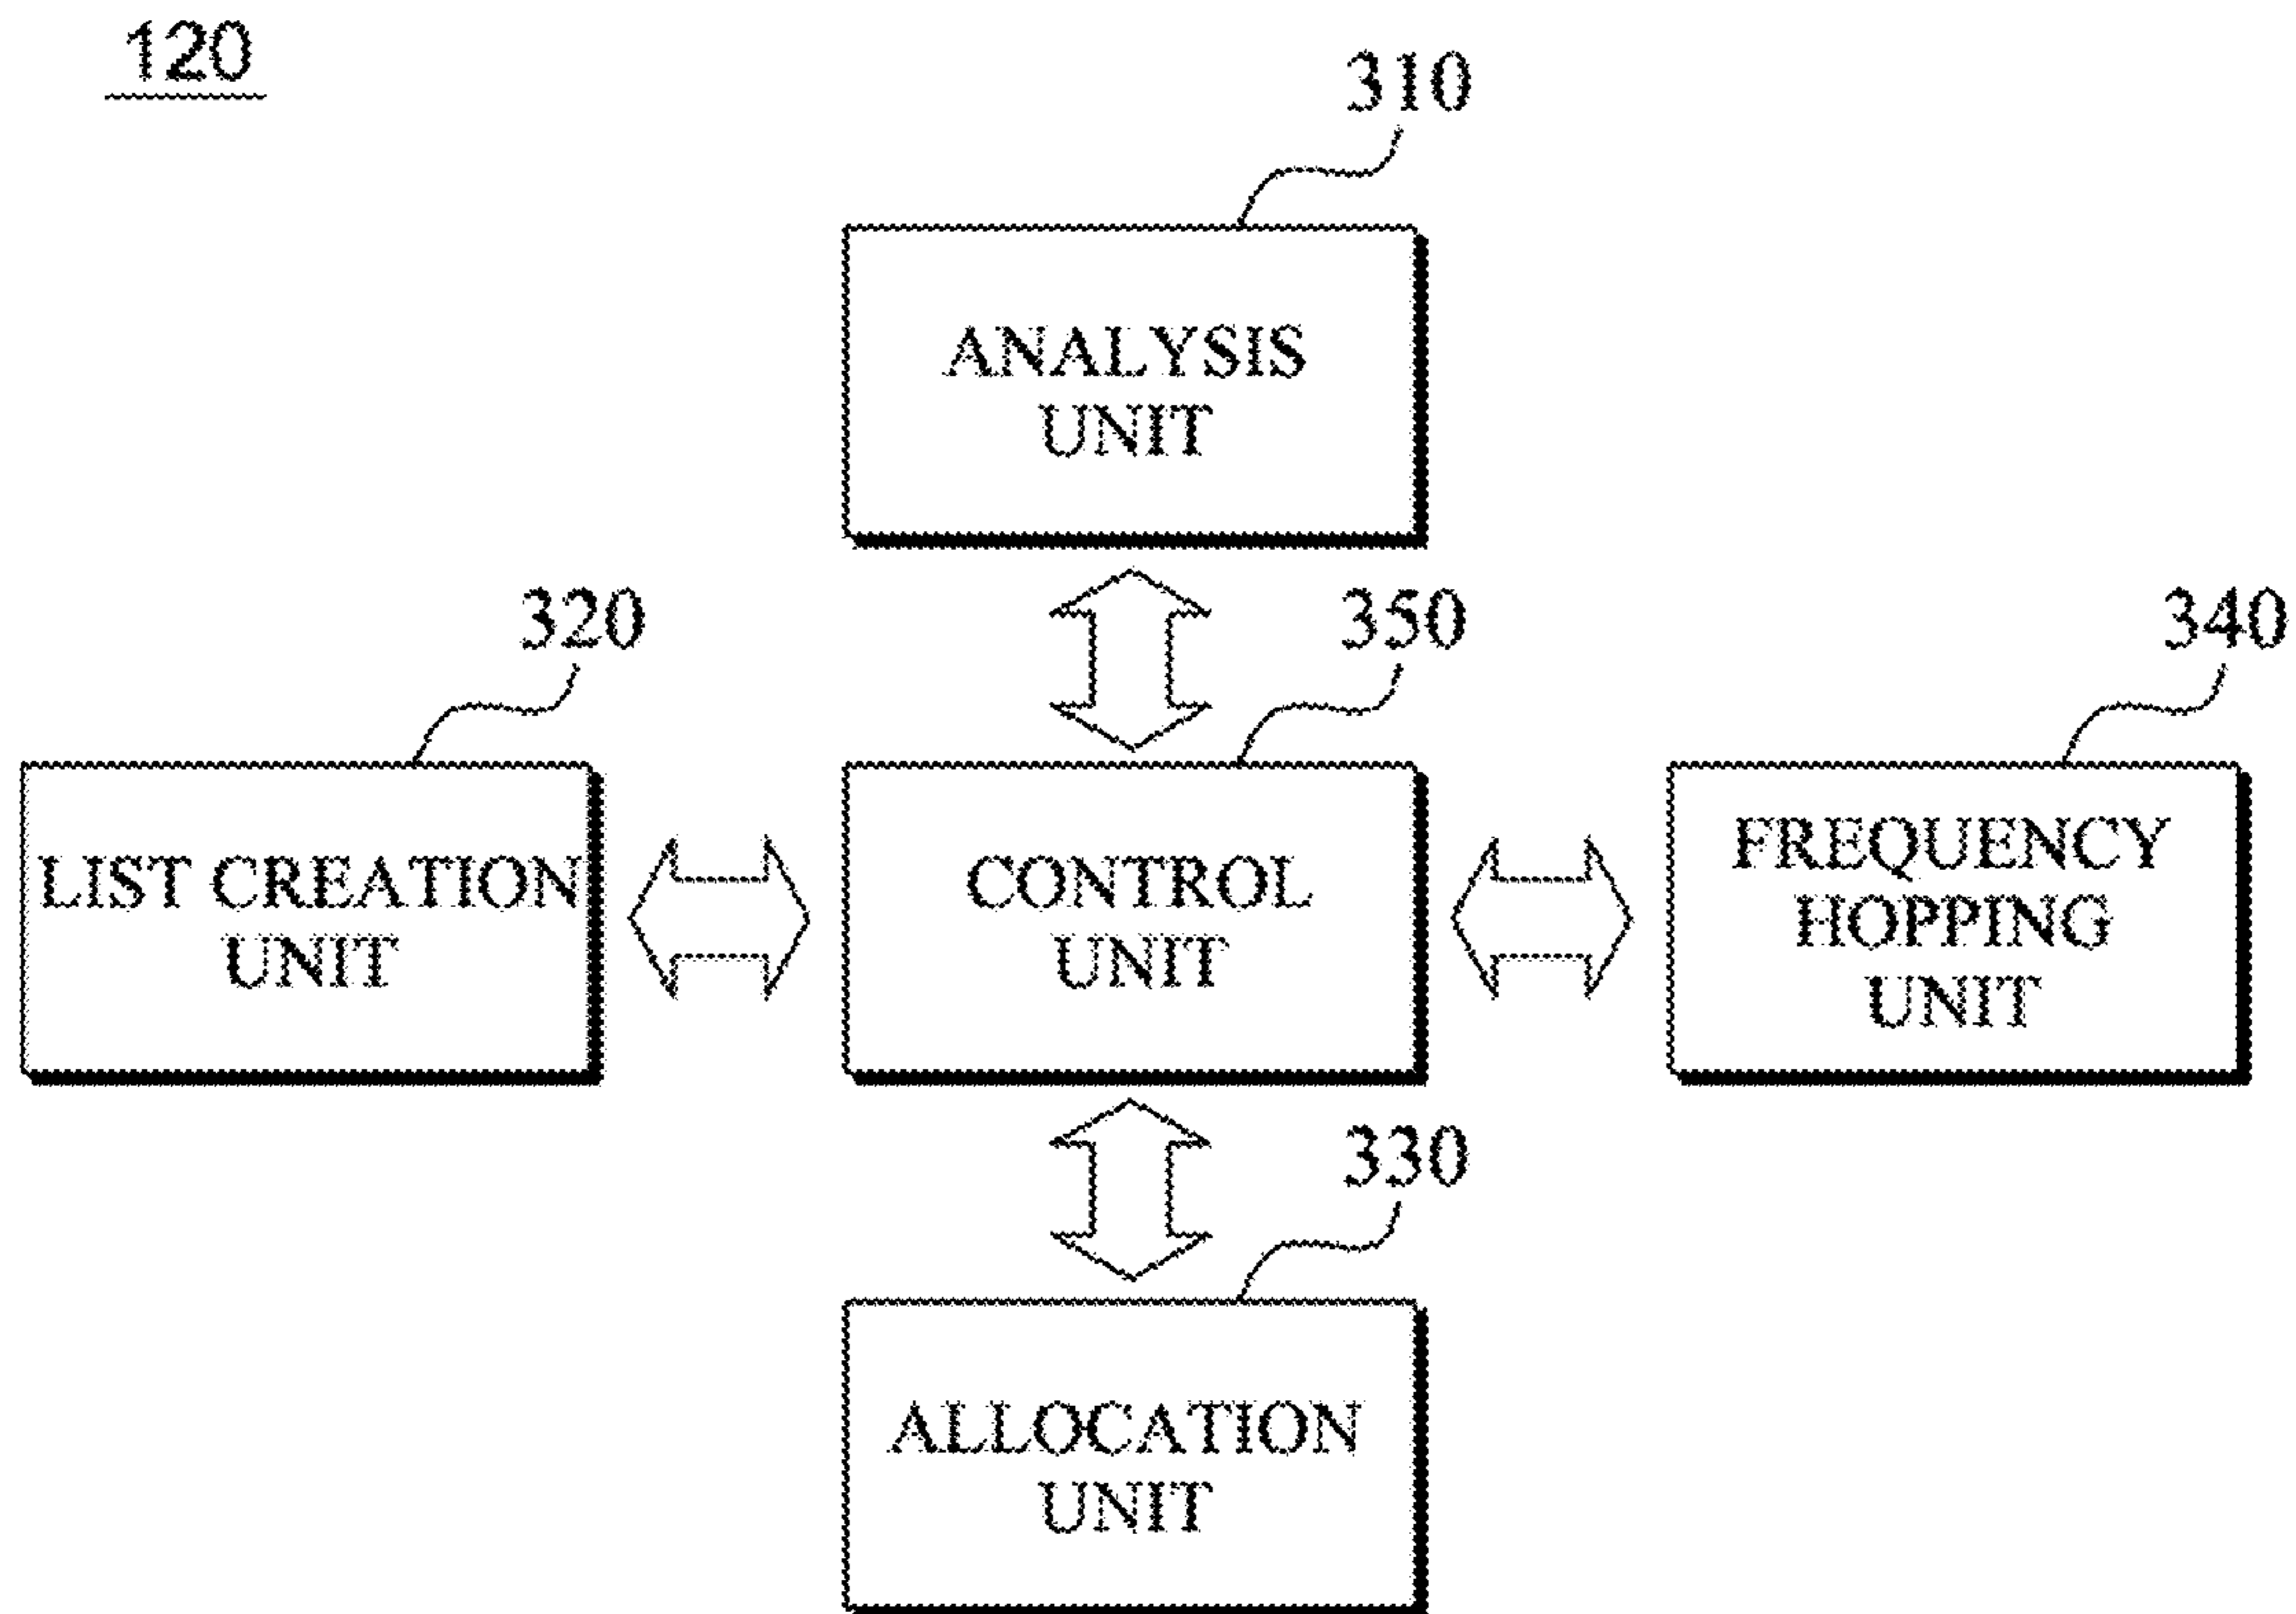 120
310
ANALYSIS
UNIT
320
350
340
LIST CREATION
UNIT
CONTROL
UNIT
FREQUENCY
HOPPING
UNIT
330
ALLOCATION
UNIT